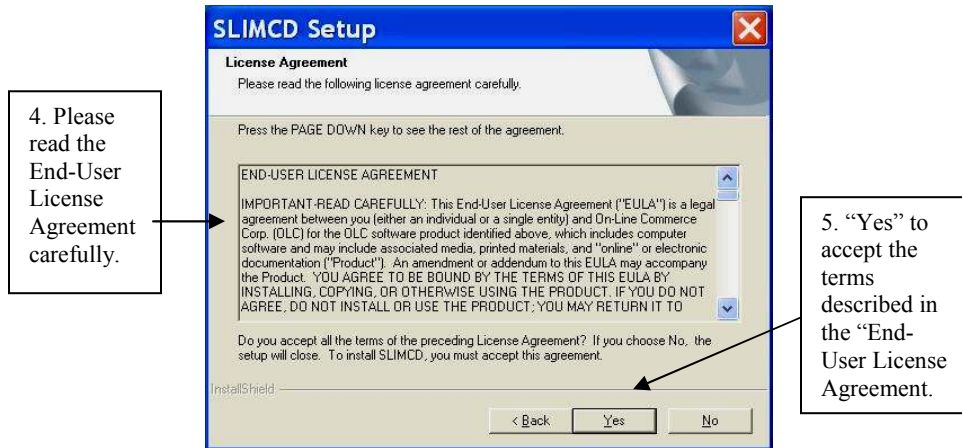 SLIMCD Setup
License Agreement
Please read the following license agreement carefully.
4. Please
read the
End-User
License
Agreement
carefully.
Press the PAGE DOWN key to see the rest of the agreement.
END-USER LICENSE AGREEMENT
IMPORTANT-READ CAREFULLY: This End-User License Agreement ("EULA") is a legal
agreement between you (either an individual or a single entity) and On-Line Commerce
Corp. (OLC) for the OLC software product identified above, which includes computer
software and may include associated media, printed materials, and "online" or electronic
documentation ("Product"). An amendment or addendum to this EULA may accompany
the Product. YOU AGREE TO BE BOUND BY THE TERMS OF THIS EULA BY
INSTALLING, COPYING, OR OTHERWISE USING THE PRODUCT. IF YOU DO NOT
AGREE, DO NOT INSTALL OR USE THE PRODUCT; YOU MAY RETURN IT TO
5. “Yes” to
accept the
terms
described in
the “End-
User License
Agreement.
Do you accept all the terms of the preceding License Agreement? If you choose No, the
setup will close. To install SLIMCD, you must accept this agreement.
InstallShield
< Back
Yes
No